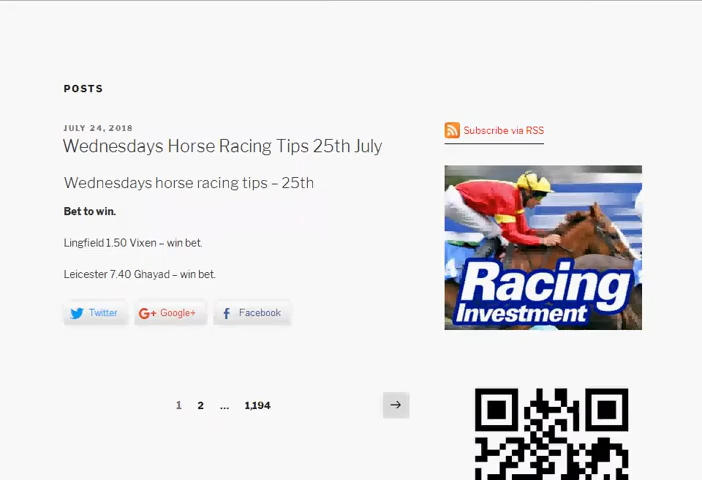 POSTS
JULY 24, 2018
Wednesdays Horse Racing Tips 25th July
Wednesdays horse racing tips – 25th
Bet to win.
Lingfield 1.50 Vixen – win bet.
Leicester 7.40 Ghayad – win bet.
Twitter
Google+
Facebook
1 2 ... 1,194
Subscribe via RSS
Racing
Investment